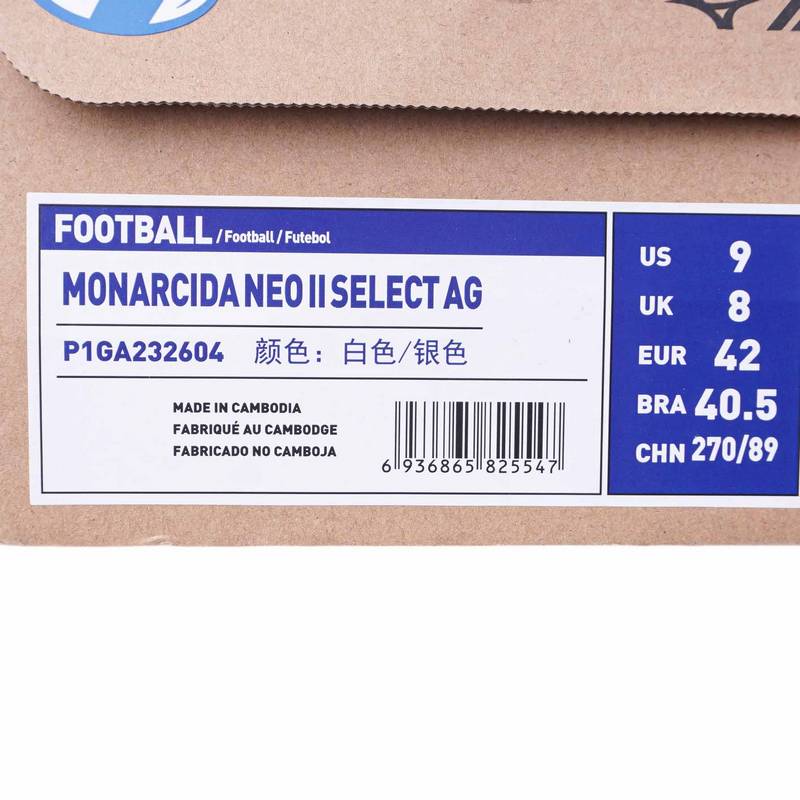 FOOTBALL / Football / Futebol
MONARCIDA NEO II SELECT AG
P1GA232604 颜色：白色/银色
MADE IN CAMBODIA
FABRIQUÉ AU CAMBODGE
FABRICADO NO CAMBOJA
6 936865 825547
US 9
UK 8
EUR 42
BRA 40.5
CHN 270/89